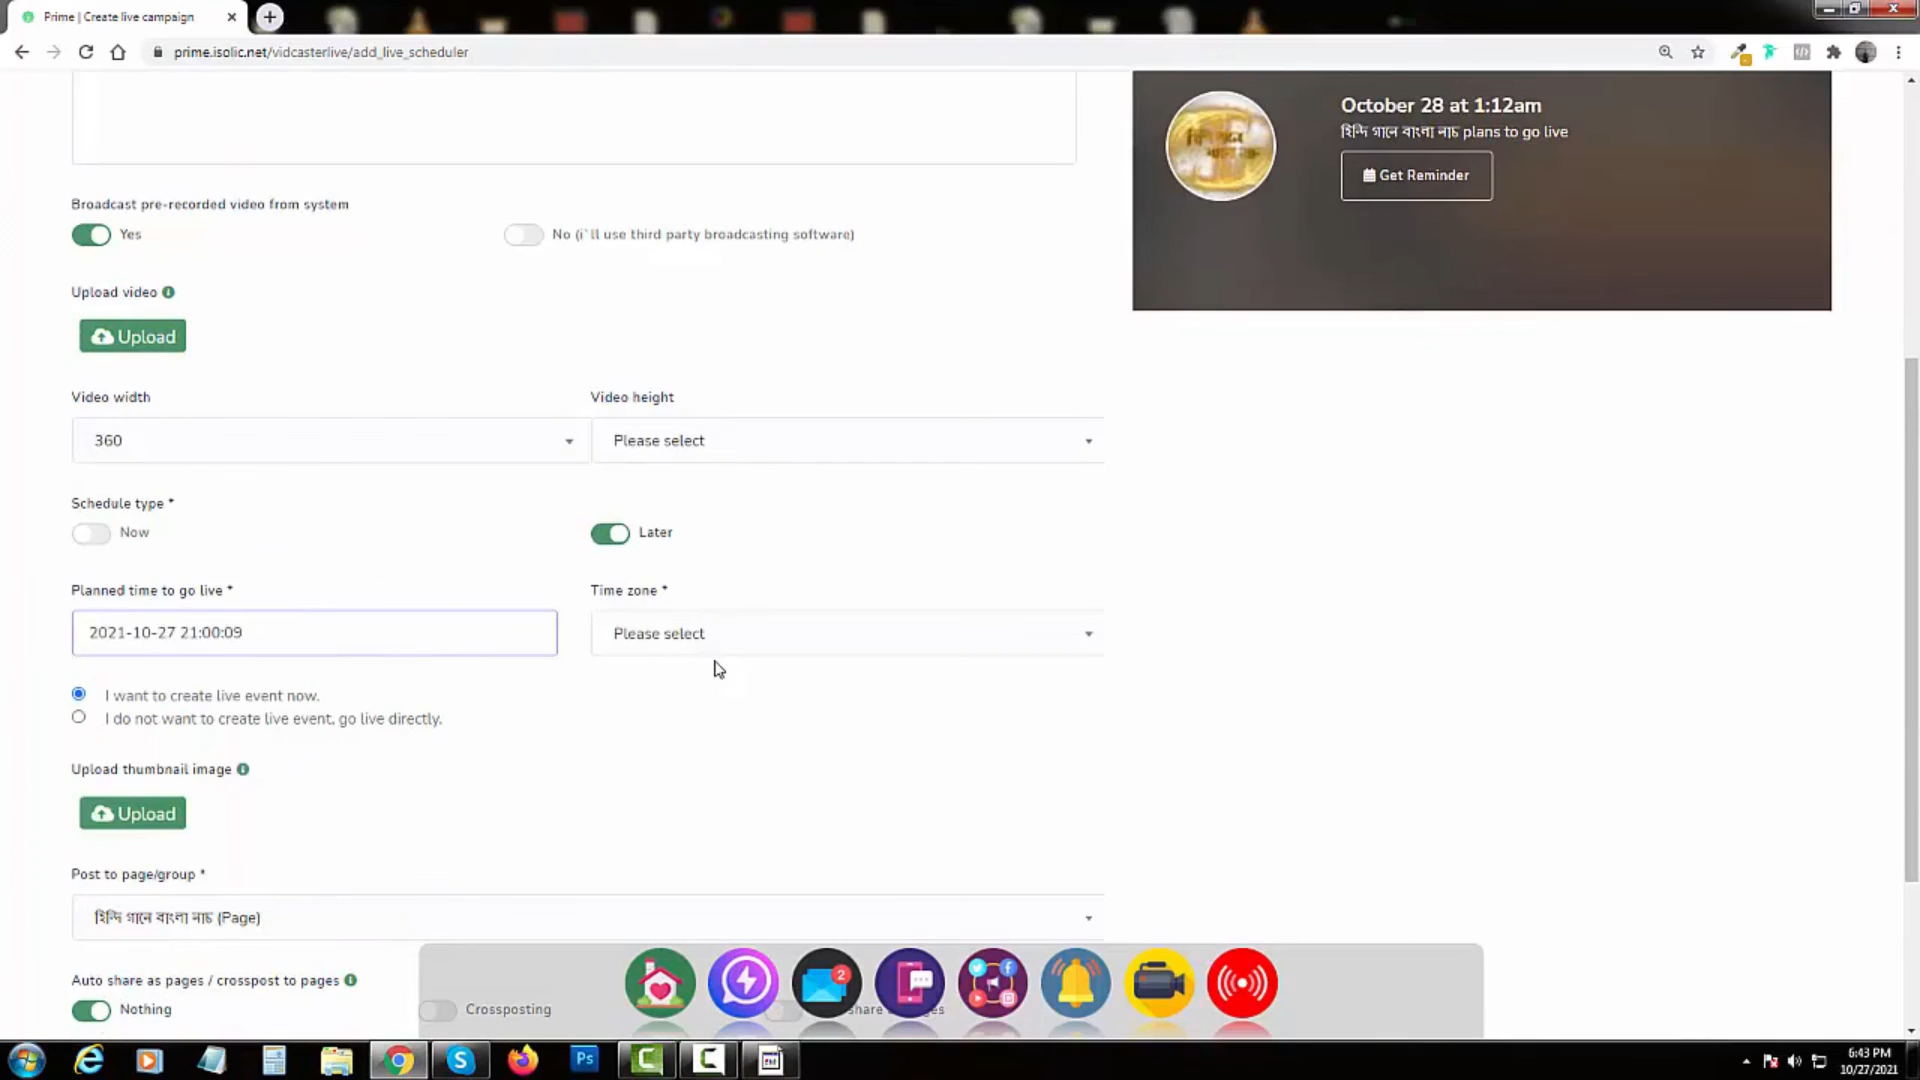 Prime | Create live campaign
prime.isolic.net/vidcasterlive/add_live_scheduler
October 28 at 1:12am
হিন্দি গানে বাংলা নাচ plans to go live
Get Reminder
Broadcast pre-recorded video from system
Yes
No (i`ll use third party broadcasting software)
Upload video
Upload
Video width
Video height
360
Please select
Schedule type *
Now
Later
Planned time to go live *
Time zone *
2021-10-27 21:00:09
Please select
I want to create live event now.
I do not want to create live event, go live directly.
Upload thumbnail image
Upload
Post to page/group *
হিন্দি গানে বাংলা নাচ (Page)
Auto share as pages / crosspost to pages
Nothing
Crossposting
share as pages
2
Ps
6:43 PM
10/27/2021